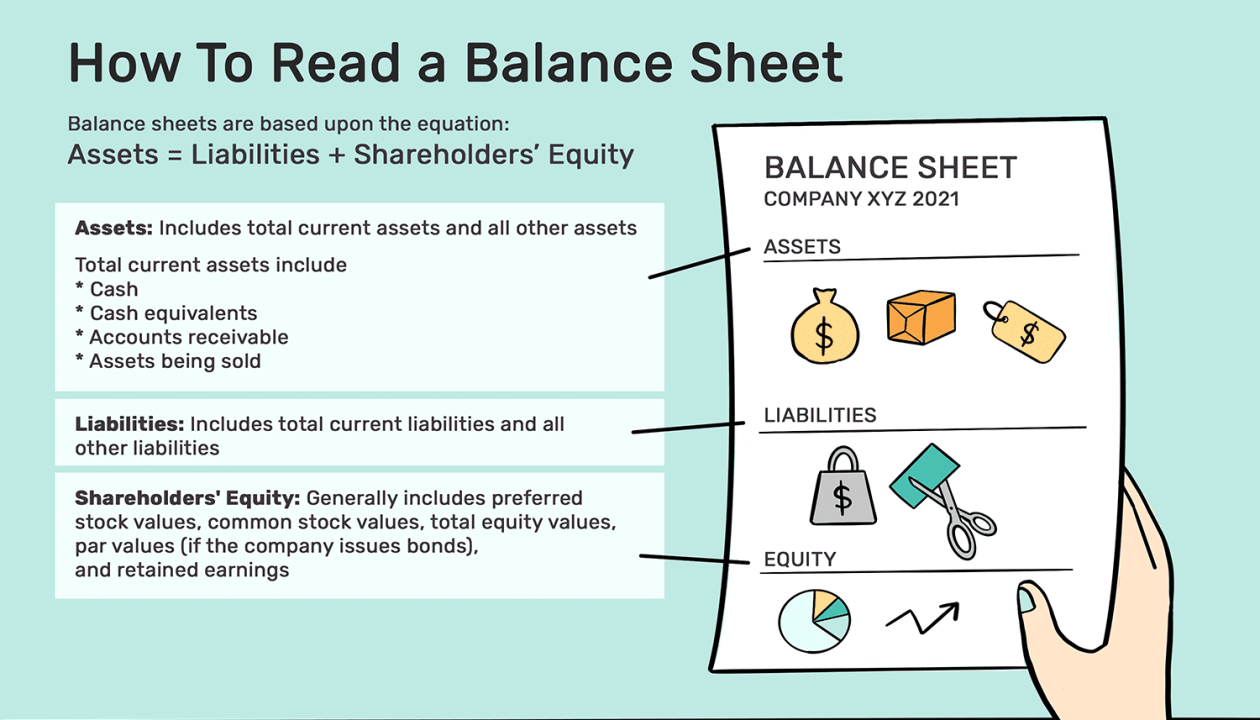 How To Read a Balance Sheet
Balance sheets are based upon the equation:
Assets = Liabilities + Shareholders’ Equity
Assets: Includes total current assets and all other assets
Total current assets include
* Cash
* Cash equivalents
* Accounts receivable
* Assets being sold
Liabilities: Includes total current liabilities and all
other liabilities
Shareholders' Equity: Generally includes preferred
stock values, common stock values, total equity values,
par values (if the company issues bonds),
and retained earnings
BALANCE SHEET
COMPANY XYZ 2021
ASSETS
$
$
LIABILITIES
$
EQUITY